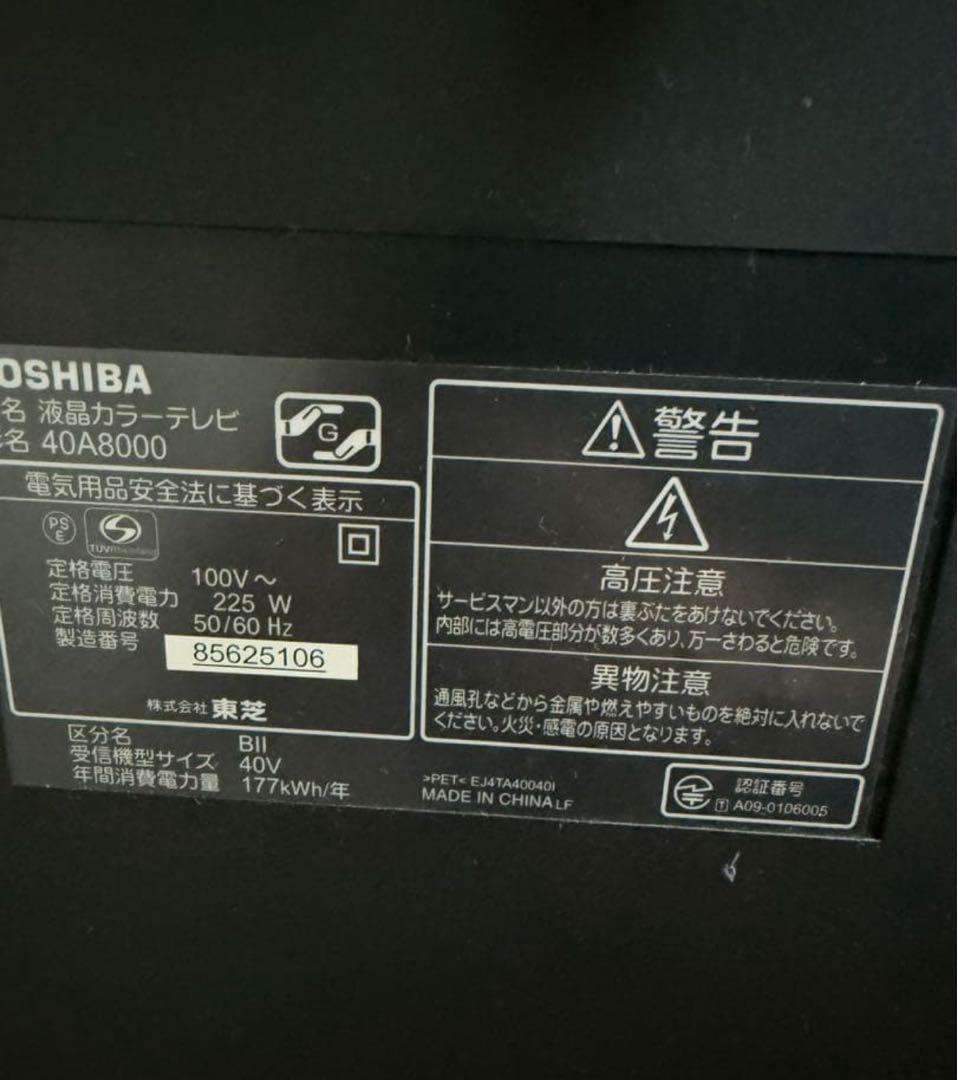 OSHIBA
名 液晶カラーテレビ
名 40A8000
G
電気用品安全法に基づく表示
PS
E
TUVRheinland
定格電圧 100V～
定格消費電力 225 W
定格周波数 50/60 Hz
製造番号 85625106
株式会社 東芝
区分名 BII
受信機型サイズ 40V
年間消費電力量 177kWh/年
警告
高圧注意
サービスマン以外の方は裏ぶたをあけないでください。
内部には高電圧部分が数多くあり、万一さわると危険です。
異物注意
通風孔などから金属や燃えやすいものを絶対に入れないで
ください。火災・感電の原因となります。
>PET< EJ4TA40040I
MADE IN CHINA LF
認証番号
T A09-0106005